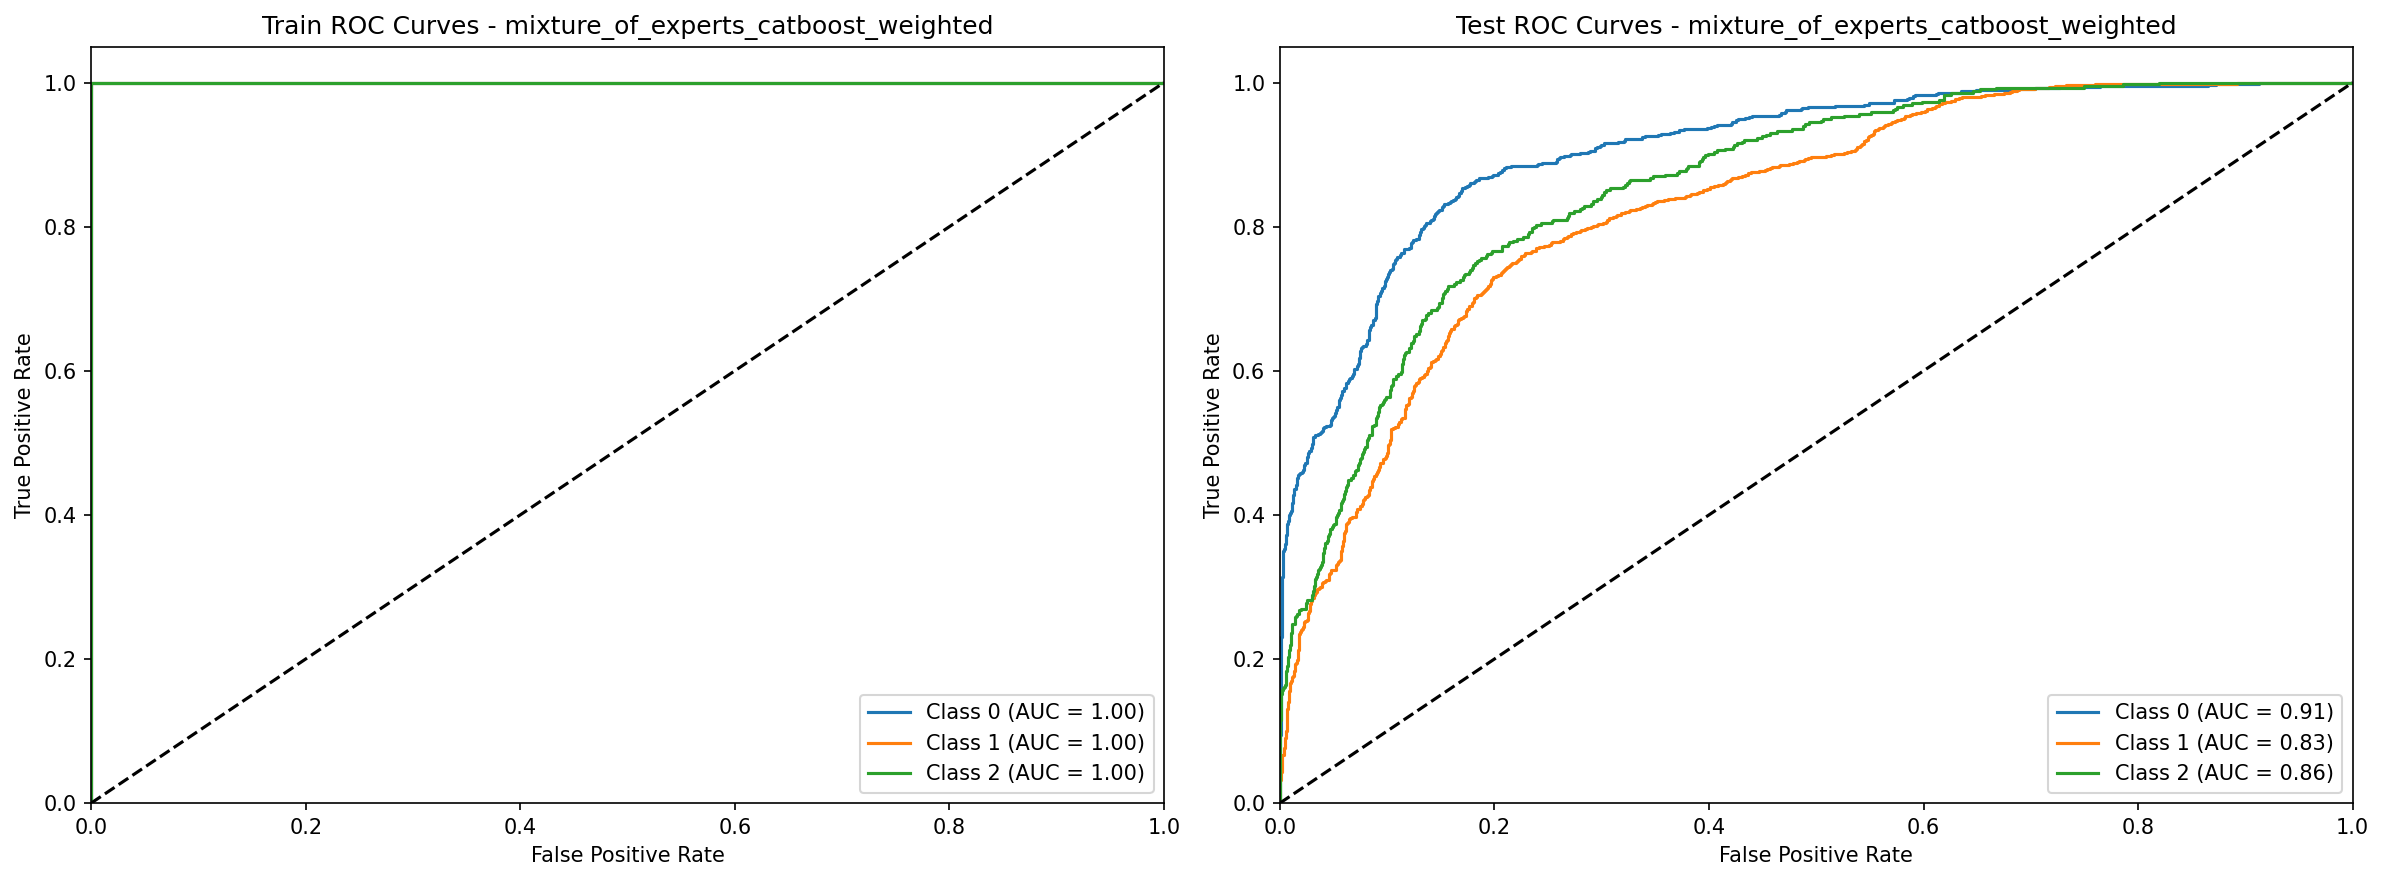 Train ROC Curves - mixture_of_experts_catboost_weighted
True Positive Rate
1.0
0.8
0.6
0.4
0.2
0.0
0.0 0.2 0.4 0.6 0.8 1.0
False Positive Rate
Class 0 (AUC = 1.00)
Class 1 (AUC = 1.00)
Class 2 (AUC = 1.00)
Test ROC Curves - mixture_of_experts_catboost_weighted
True Positive Rate
1.0
0.8
0.6
0.4
0.2
0.0
0.0 0.2 0.4 0.6 0.8 1.0
False Positive Rate
Class 0 (AUC = 0.91)
Class 1 (AUC = 0.83)
Class 2 (AUC = 0.86)